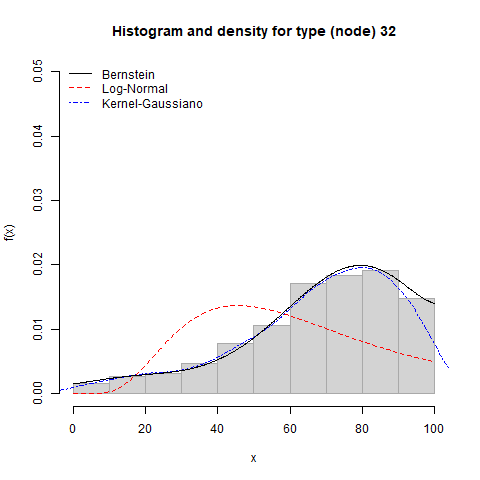 Histogram and density for type (node) 32
Bernstein
Log-Normal
Kernel-Gaussiano
f(x)
0.05
0.04
0.03
0.02
0.01
0.00
0 20 40 60 80 100
x